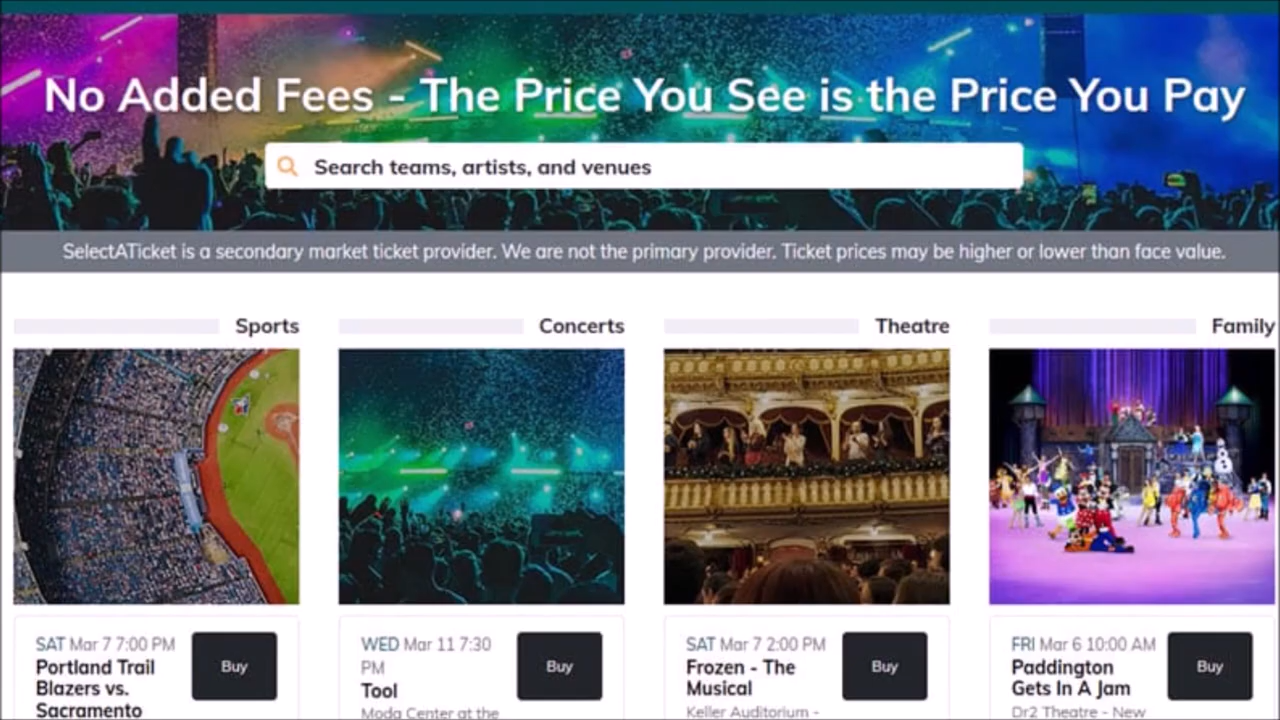 No Added Fees - The Price You See is the Price You Pay
Search teams, artists, and venues
SelectATicket is a secondary market ticket provider. We are not the primary provider. Ticket prices may be higher or lower than face value.
Sports
Concerts
Theatre
Family
SAT Mar 7 7:00 PM
Portland Trail
Blazers vs.
Sacramento
Buy
WED Mar 11 7:30
PM
Tool
Moda Center at the
Buy
SAT Mar 7 2:00 PM
Frozen - The
Musical
Keller Auditorium -
Buy
FRI Mar 6 10:00 AM
Paddington
Gets In A Jam
Dr2 Theatre - New
Buy